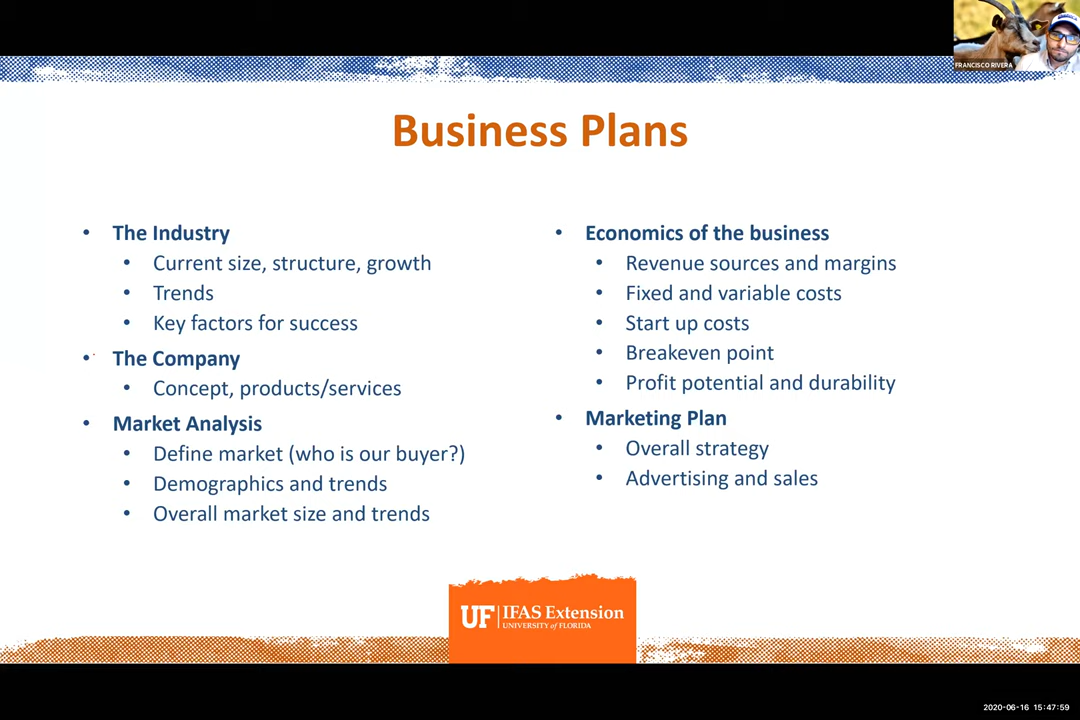 FRANCISCO RIVERA
Business Plans
• The Industry
• Current size, structure, growth
• Trends
• Key factors for success
• The Company
• Concept, products/services
• Market Analysis
• Define market (who is our buyer?)
• Demographics and trends
• Overall market size and trends
• Economics of the business
• Revenue sources and margins
• Fixed and variable costs
• Start up costs
• Breakeven point
• Profit potential and durability
• Marketing Plan
• Overall strategy
• Advertising and sales
UF IFAS Extension
UNIVERSITY of FLORIDA
2020-06-16 15:47:59